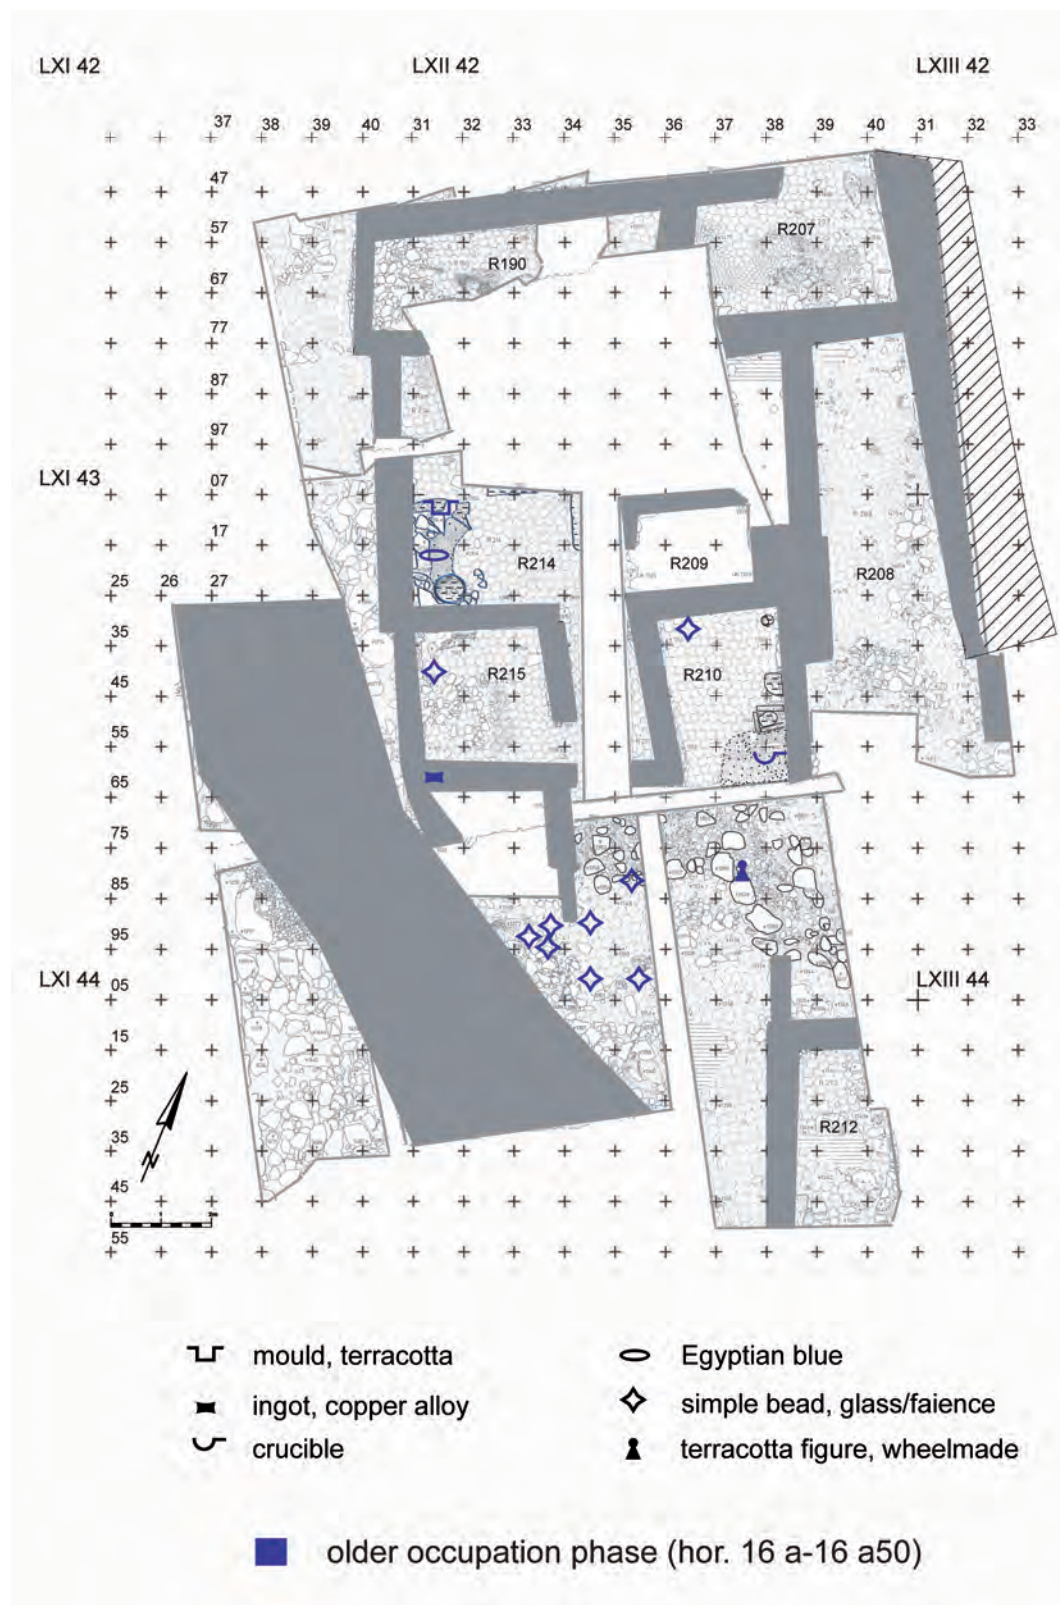 LXI 42 LXII 42 LXIII 42
37 38 39 40 31 32 33 34 35 36 37 38 39 40 31 32 33
47
57
R207
R190
67
77
87
97
LXI 43
07
17
R214 R209 R208
25 26 27
35
R215 R210
45
55
65
75
85
95
LXI 44 LXIII 44
05
15
25
R212
35
N
45
55
mould, terracotta
ingot, copper alloy
crucible
Egyptian blue
simple bead, glass/faience
terracotta figure, wheelmade
older occupation phase (hor. 16 a-16 a50)